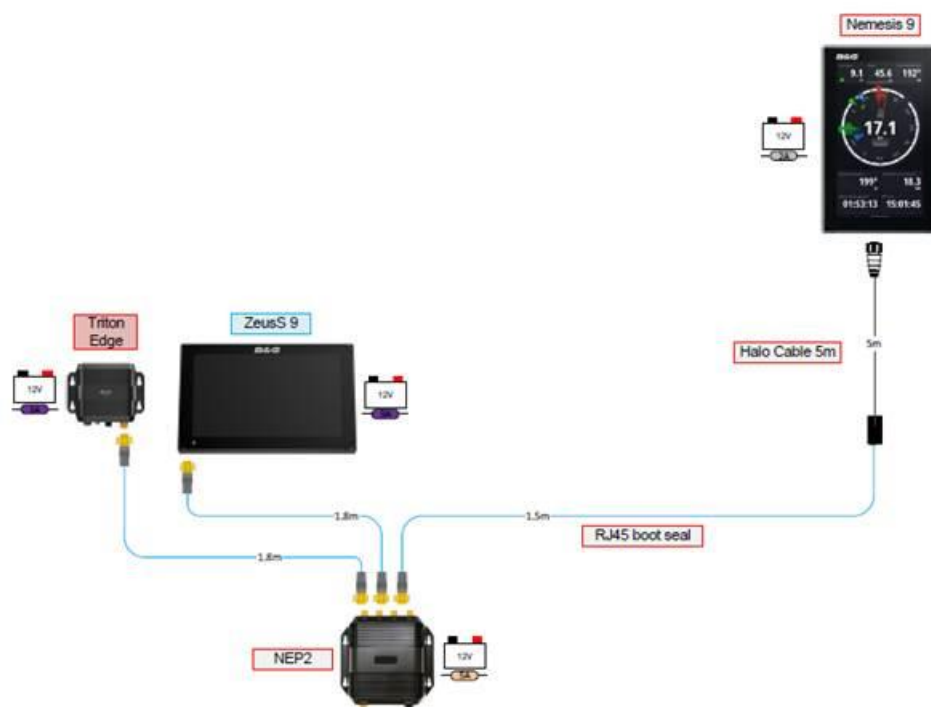 Nemesis 9
B&G
9.1 45.6 192°
17.1
199° 18.3
01:53:13 15:01:45
12V
Triton
Edge
ZeusS 9
B&G
12V
12V
Halo Cable 5m
5m
1.8m
1.5m
RJ45 boot seal
1.8m
NEP2
12V
5A